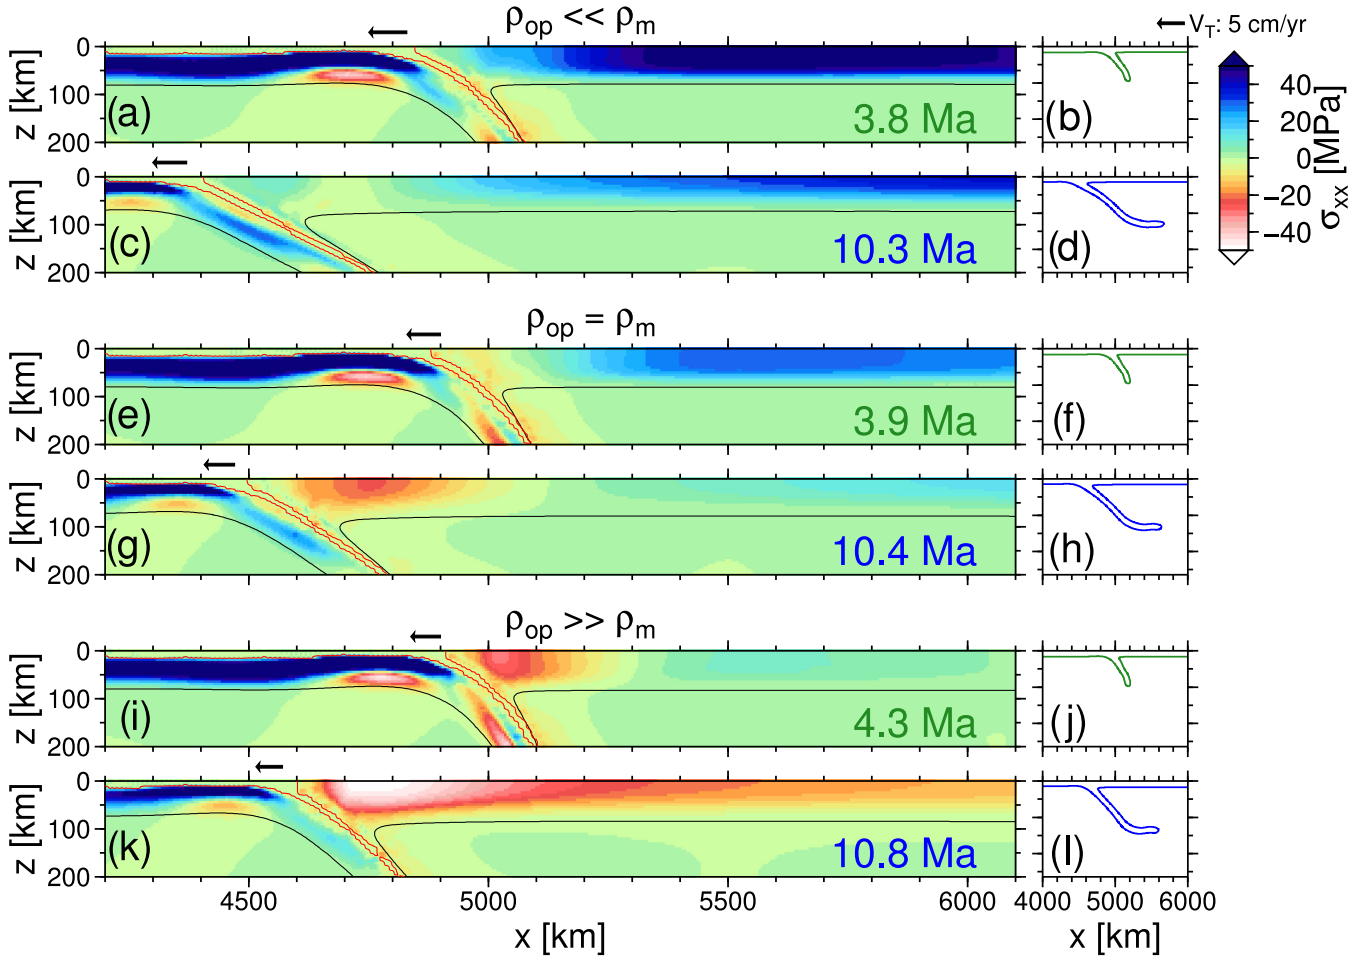 ρop << ρm
VT: 5 cm/yr
z [km]
0
100
200
(a)
3.8 Ma
(b)
40
20
0
−20
−40
σxx [MPa]
z [km]
0
100
200
(c)
10.3 Ma
(d)
ρop = ρm
z [km]
0
100
200
(e)
3.9 Ma
(f)
z [km]
0
100
200
(g)
10.4 Ma
(h)
ρop >> ρm
z [km]
0
100
200
(i)
4.3 Ma
(j)
z [km]
0
100
200
(k)
10.8 Ma
(l)
4500 5000 5500 6000
4000 5000 6000
x [km]
x [km]